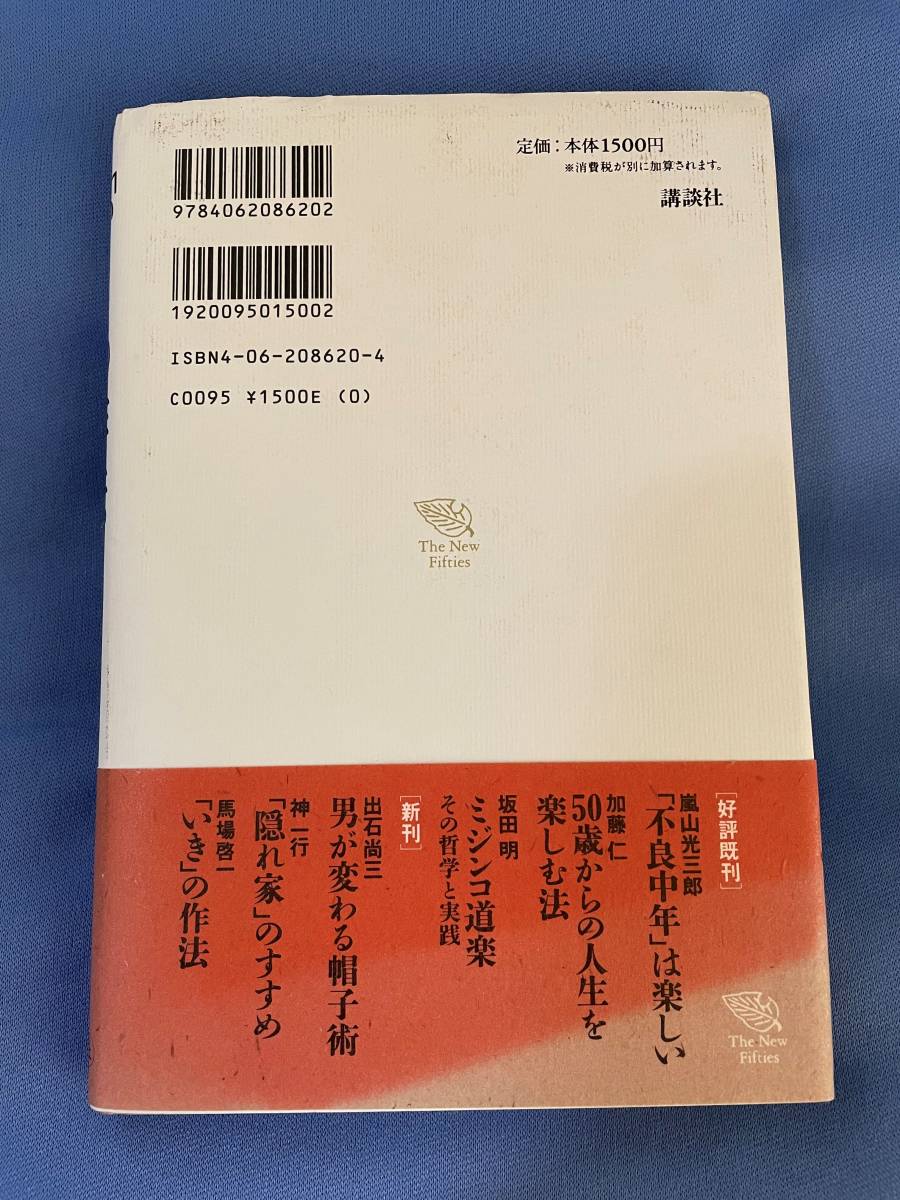 定価：本体1500円
※消費税が別に加算されます。
講談社
9784062086202
1920095015002
ISBN4-06-208620-4
C0095 ¥1500E (0)
The New
Fifties
［好評既刊］
嵐山光三郎
「不良中年」は楽しい
加藤 仁
50歳からの人生を
楽しむ法
坂田 明
ミジンコ道楽
その哲学と実践
［新刊］
出石尚三
男が変わる帽子術
神 一行
「隠れ家」のすすめ
馬場啓一
「いき」の作法
The New
Fifties